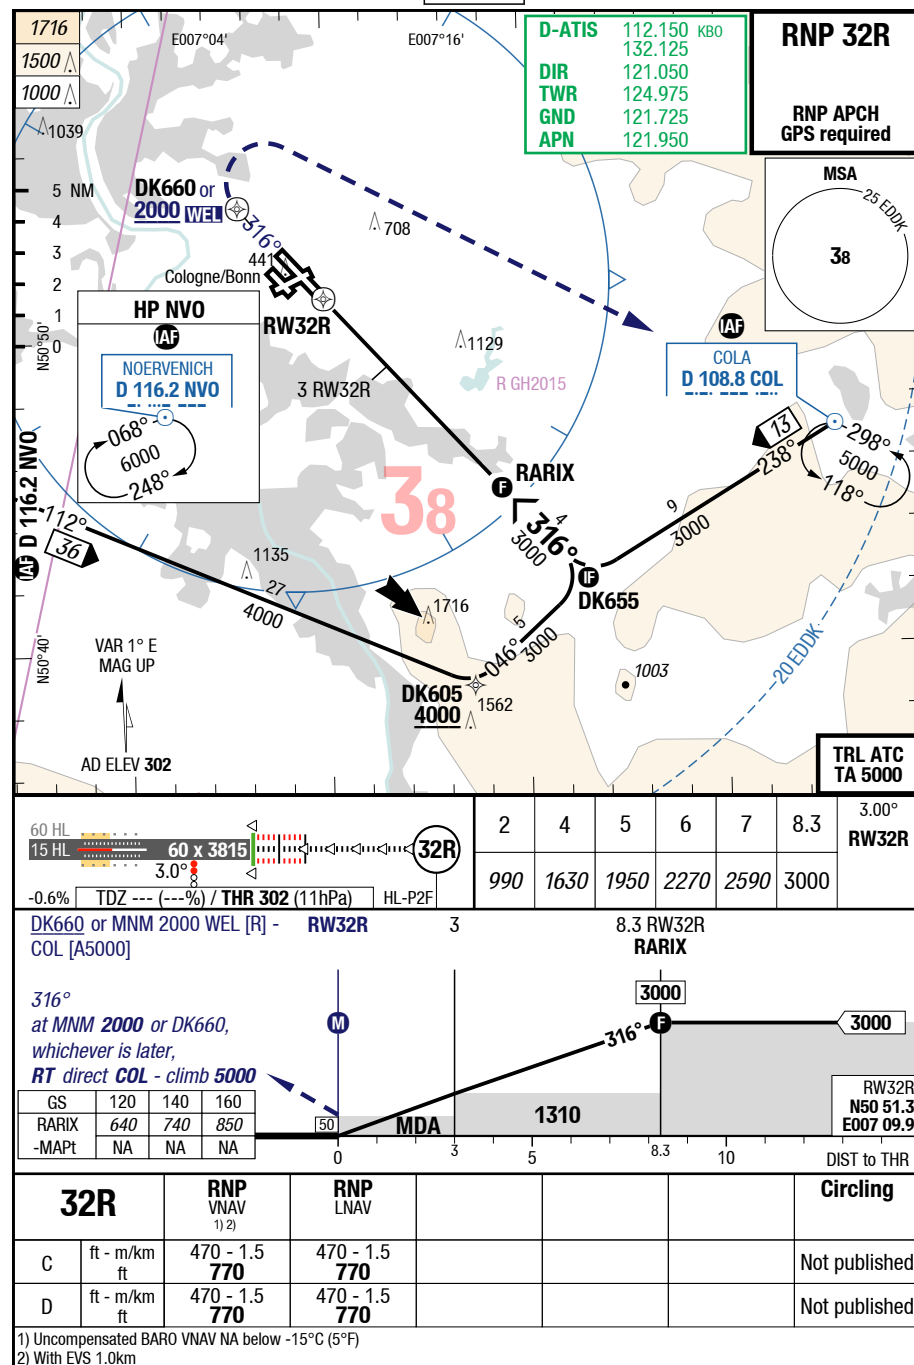 1716
1500
1000
E007°04'
E007°16'
D-ATIS 112.150 KBO
132.125
DIR 121.050
TWR 124.975
GND 121.725
APN 121.950
RNP 32R
RNP APCH
GPS required
MSA
25 EDDK
38
1039
5 NM
4
3
2
1
0
N50°50'
DK660 or
2000 WEL
316°
708
441
Cologne/Bonn
RW32R
1129
3 RW32R
R GH2015
HP NVO
IAF
NOERVENICH
D 116.2 NVO
068°
6000
248°
IAF
COLA
D 108.8 COL
13
238°
298°
5000
118°
9
3000
RARIX
F
38
4
316°
3000
IF
DK655
IAF D 116.2 NVO
112°
36
1135
27
4000
1716
5
046°
3000
DK605
4000
1562
1003
20 EDDK
N50°40'
VAR 1° E
MAG UP
AD ELEV 302
TRL ATC
TA 5000
60 HL
15 HL
60 x 3815
3.0°
32R
-0.6%
TDZ --- (---%) / THR 302 (11hPa)
HL-P2F
2 4 5 6 7 8.3 3.00°
RW32R
990 1630 1950 2270 2590 3000
DK660 or MNM 2000 WEL [R] -
COL [A5000]
RW32R
3
8.3 RW32R
RARIX
316°
at MNM 2000 or DK660,
whichever is later,
RT direct COL - climb 5000
M
3000
316°
F
3000
GS 120 140 160
RARIX 640 740 850
-MAPt NA NA NA
50
MDA
1310
RW32R
N50 51.3
E007 09.9
0 3 5 8.3 10 DIST to THR
32R
RNP
VNAV
1) 2)
RNP
LNAV
Circling
C ft - m/km 470 - 1.5 470 - 1.5 Not published
ft 770 770
D ft - m/km 470 - 1.5 470 - 1.5 Not published
ft 770 770
1) Uncompensated BARO VNAV NA below -15°C (5°F)
2) With EVS 1.0km